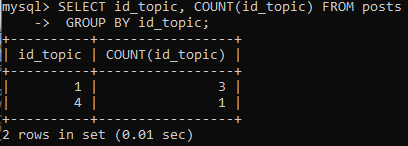 mysql> SELECT id_topic, COUNT(id_topic) FROM posts
    -> GROUP BY id_topic;
+----------+-----------------+
| id_topic | COUNT(id_topic) |
+----------+-----------------+
|        1 |               3 |
|        4 |               1 |
+----------+-----------------+
2 rows in set (0.01 sec)